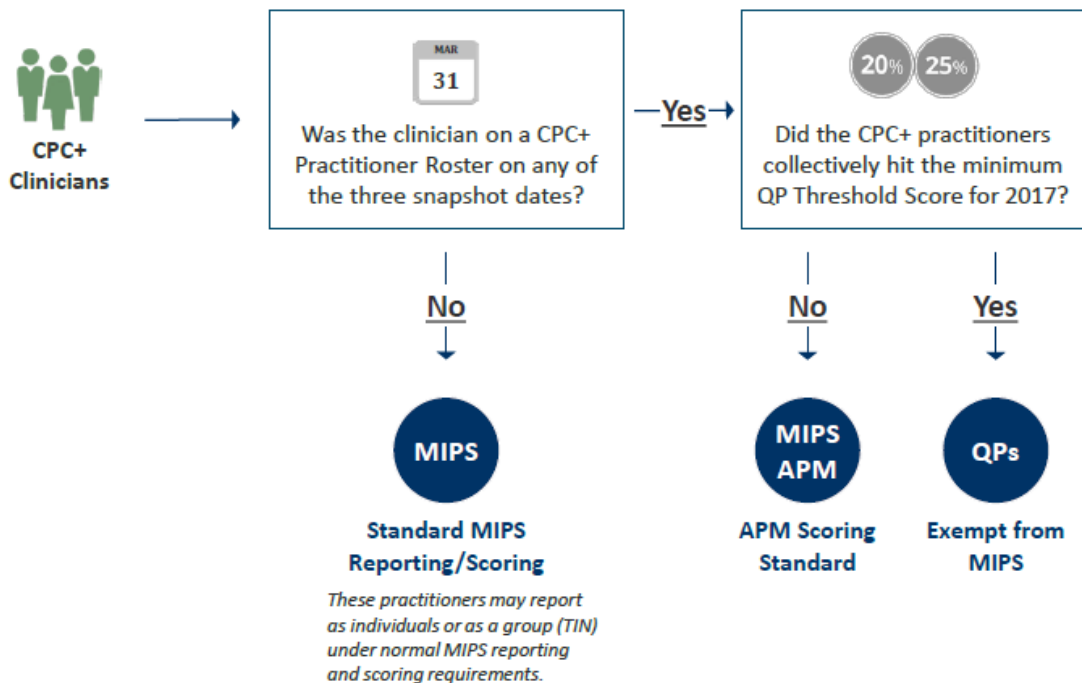 CPC+
Clinicians
MAR
31
Was the clinician on a CPC+
Practitioner Roster on any of
the three snapshot dates?
Yes
20% 25%
Did the CPC+ practitioners
collectively hit the minimum
QP Threshold Score for 2017?
No
No
Yes
MIPS
Standard MIPS
Reporting/Scoring
These practitioners may report
as individuals or as a group (TIN)
under normal MIPS reporting
and scoring requirements.
MIPS
APM
APM Scoring
Standard
QPs
Exempt from
MIPS